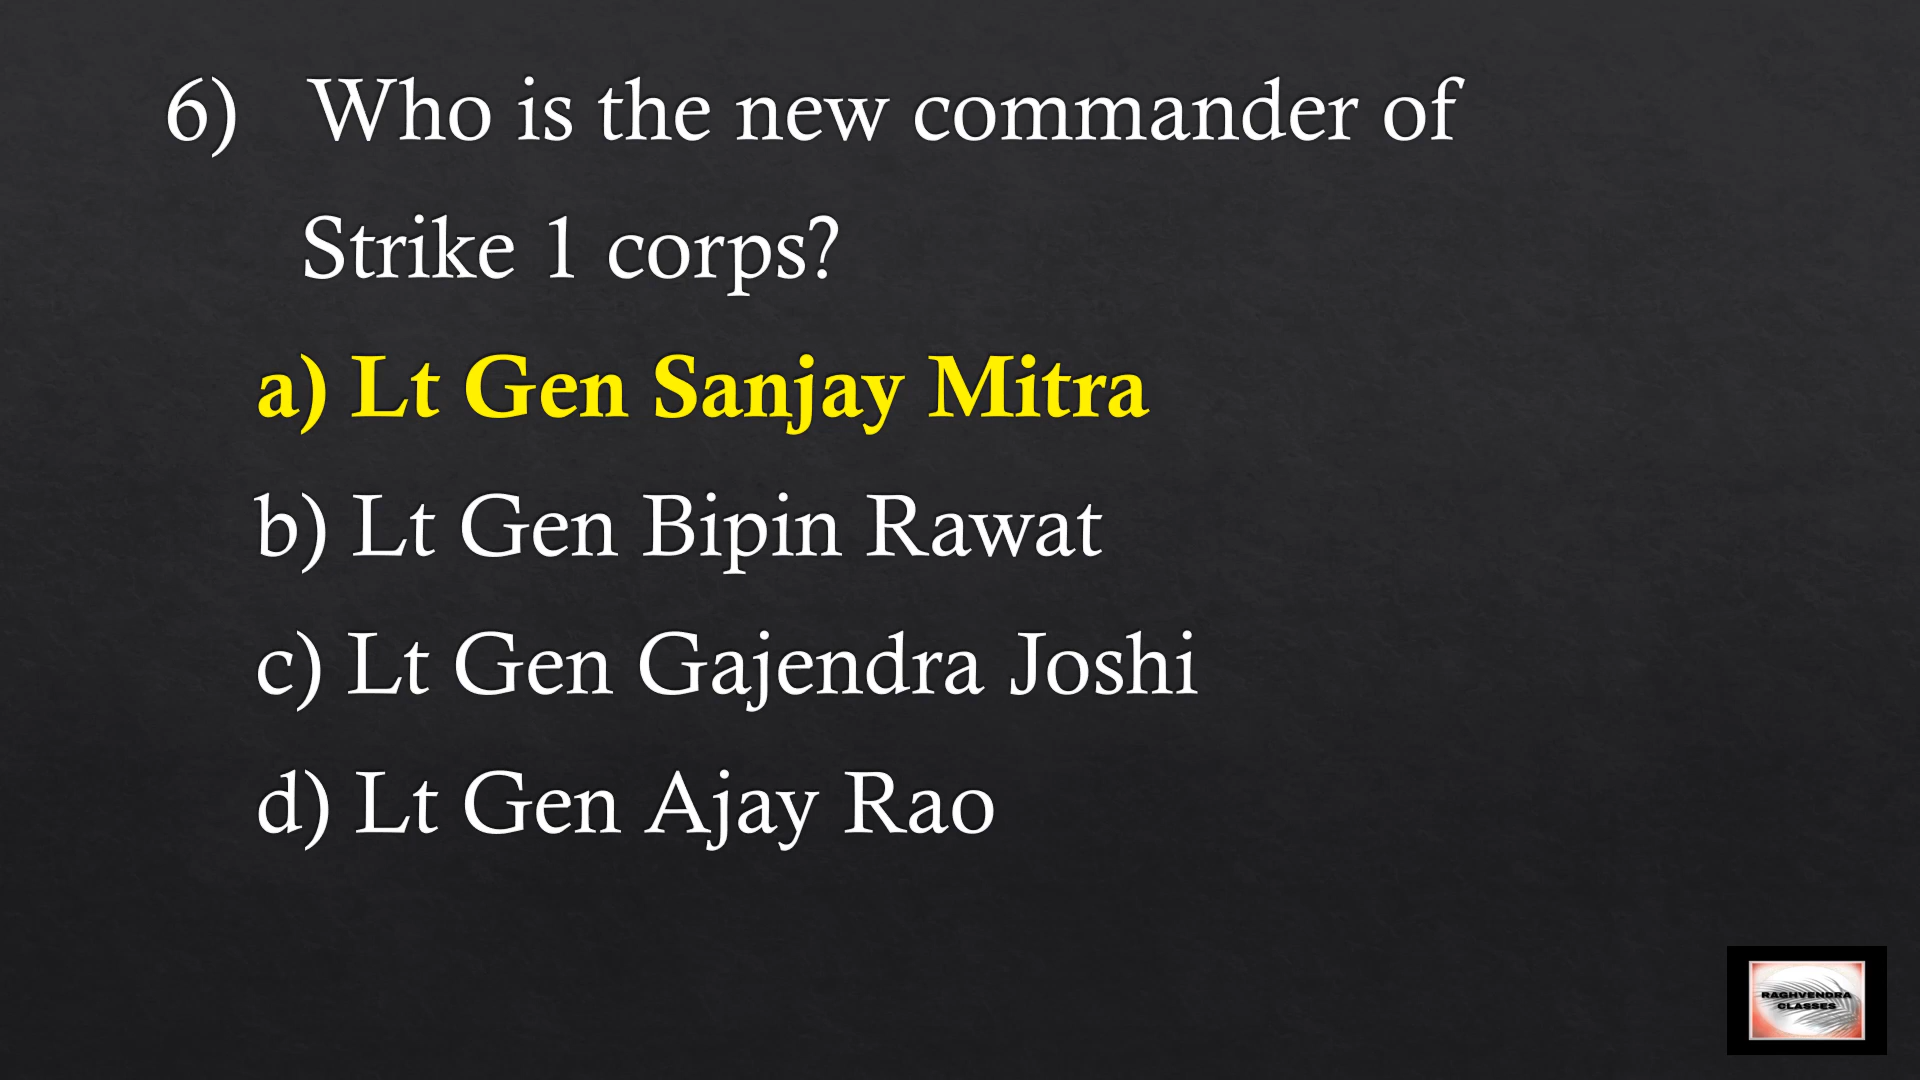 6) Who is the new commander of
Strike 1 corps?
a) Lt Gen Sanjay Mitra
b) Lt Gen Bipin Rawat
c) Lt Gen Gajendra Joshi
d) Lt Gen Ajay Rao
RAGHVENDRA
CLASSES